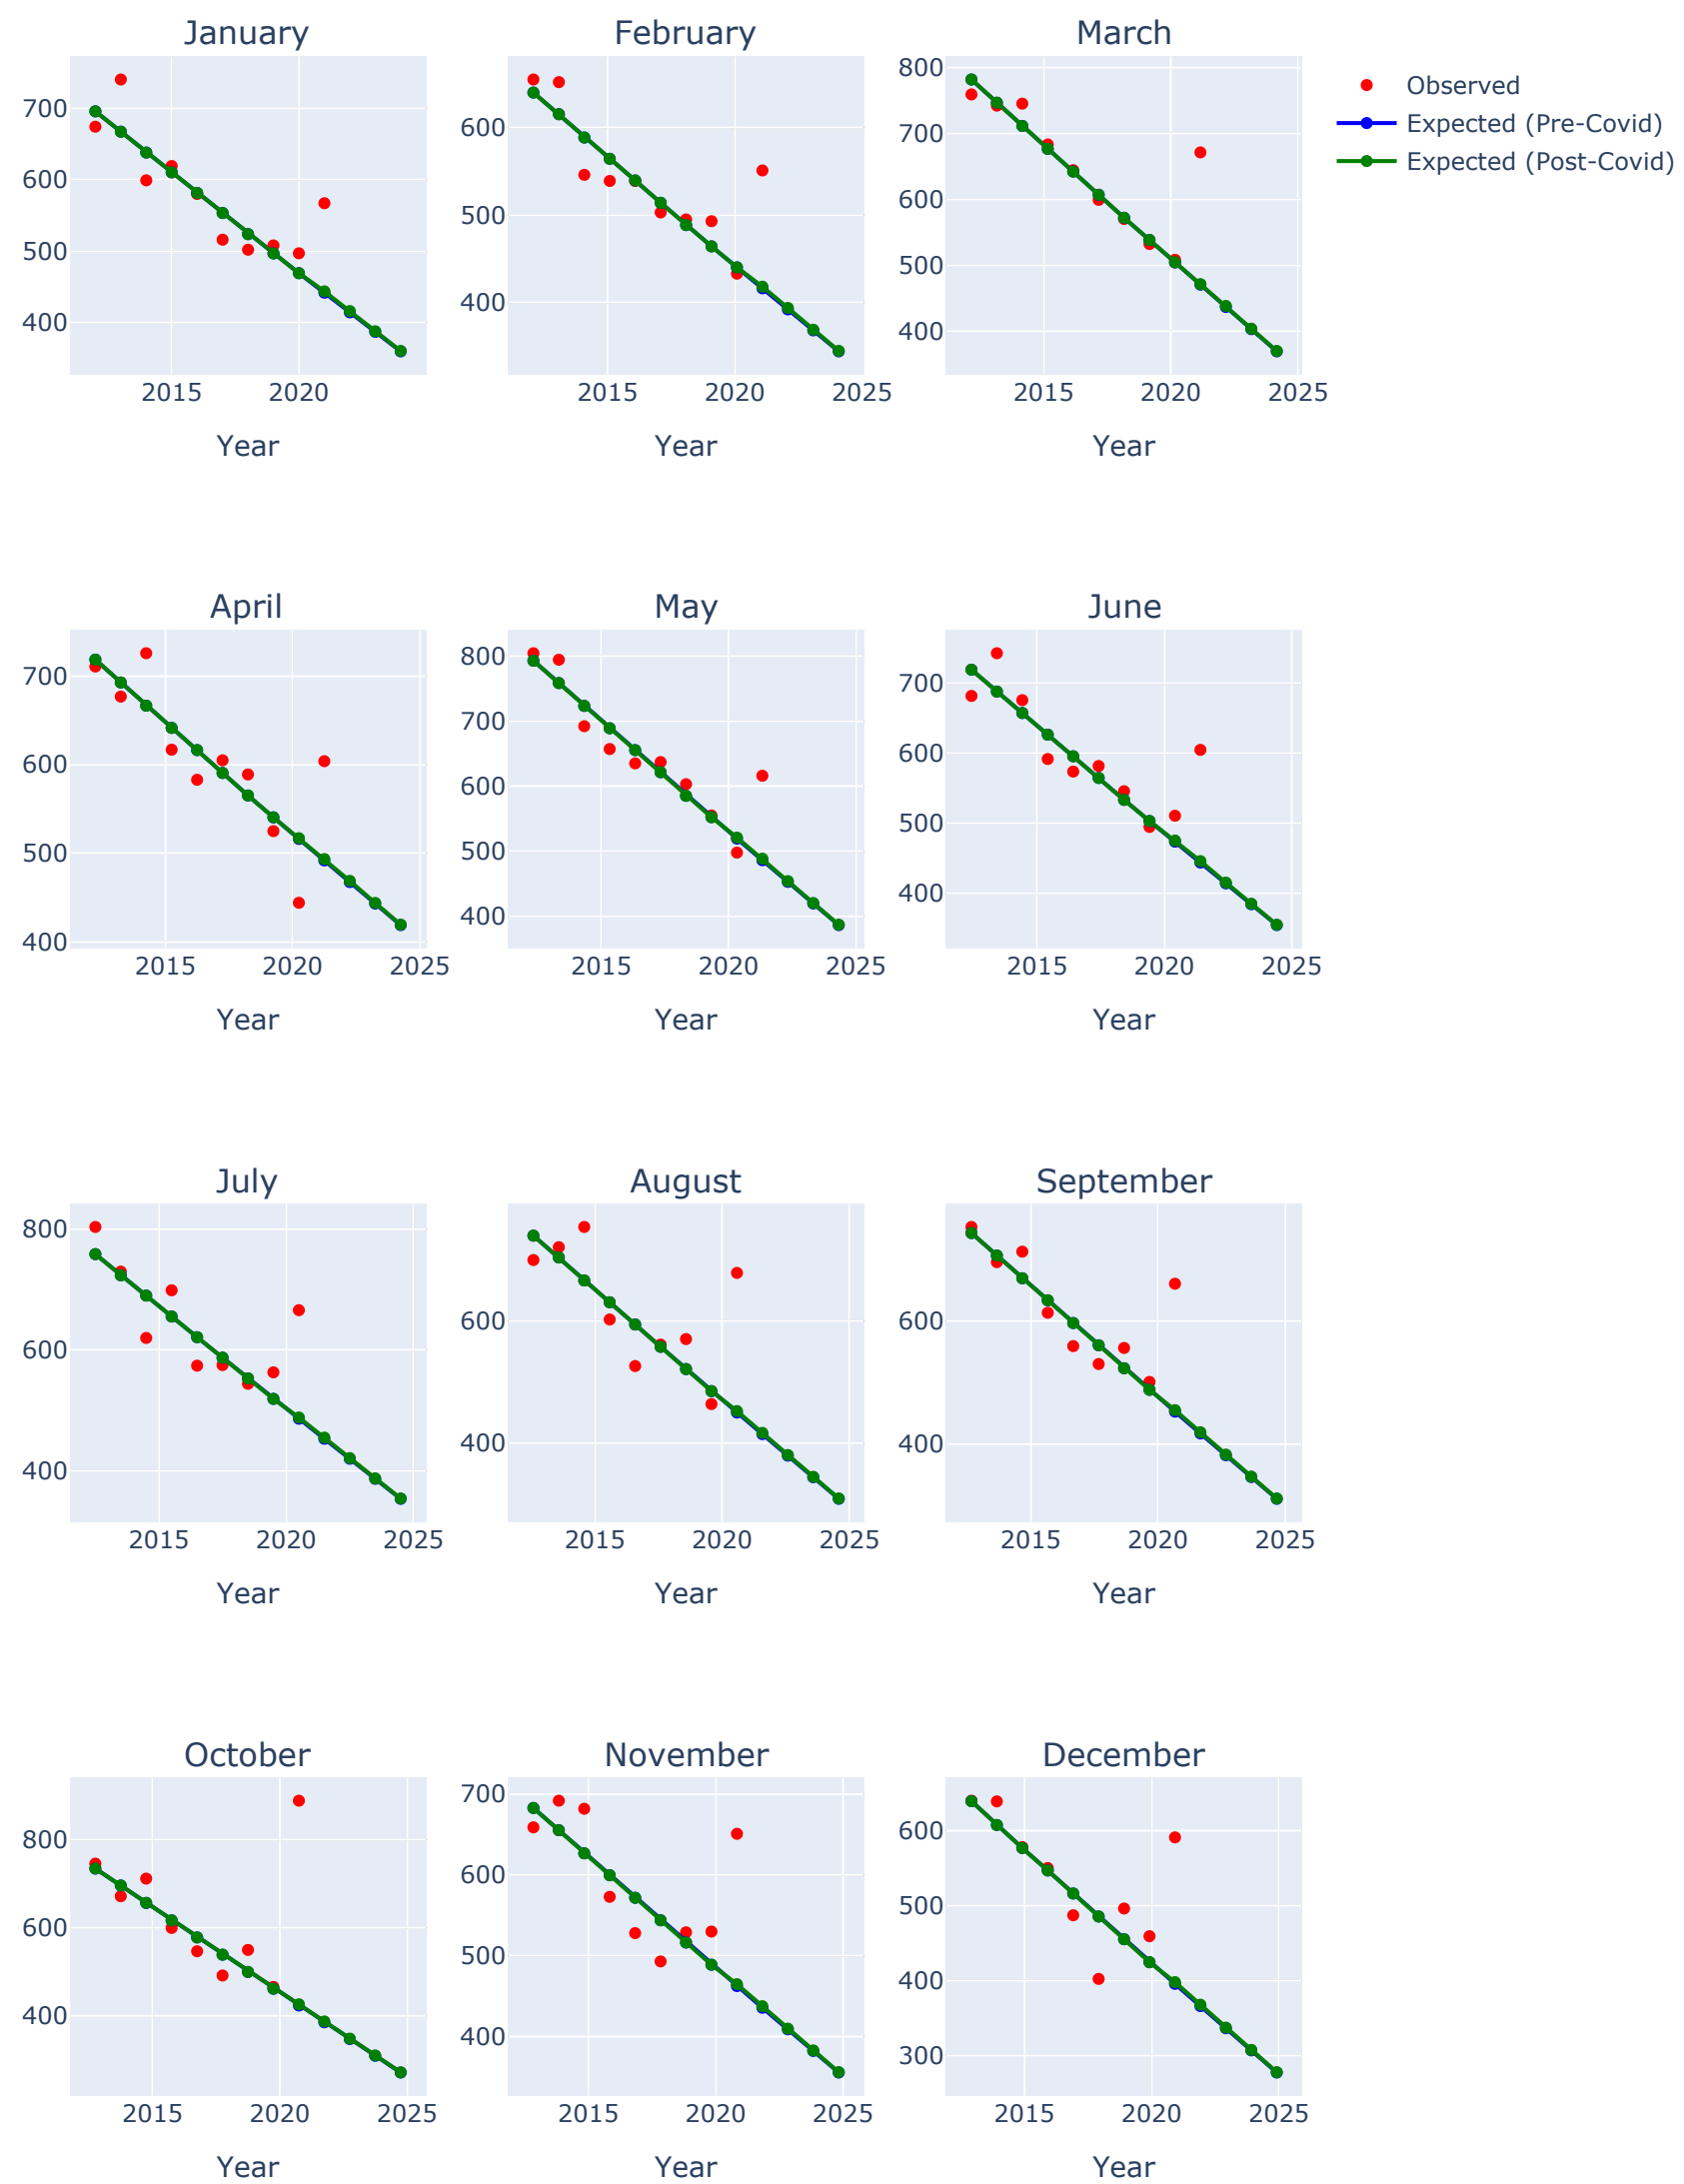 January
February
March
Observed
Expected (Pre-Covid)
Expected (Post-Covid)
700
600
500
400
2015
2020
Year
600
500
400
2015
2020
2025
Year
800
700
600
500
400
2015
2020
2025
Year
April
May
June
700
600
500
400
2015
2020
2025
Year
800
700
600
500
400
2015
2020
2025
Year
700
600
500
400
2015
2020
2025
Year
July
August
September
800
600
400
2015
2020
2025
Year
600
400
2015
2020
2025
Year
600
400
2015
2020
2025
Year
October
November
December
800
600
400
2015
2020
2025
Year
700
600
500
400
2015
2020
2025
Year
600
500
400
300
2015
2020
2025
Year